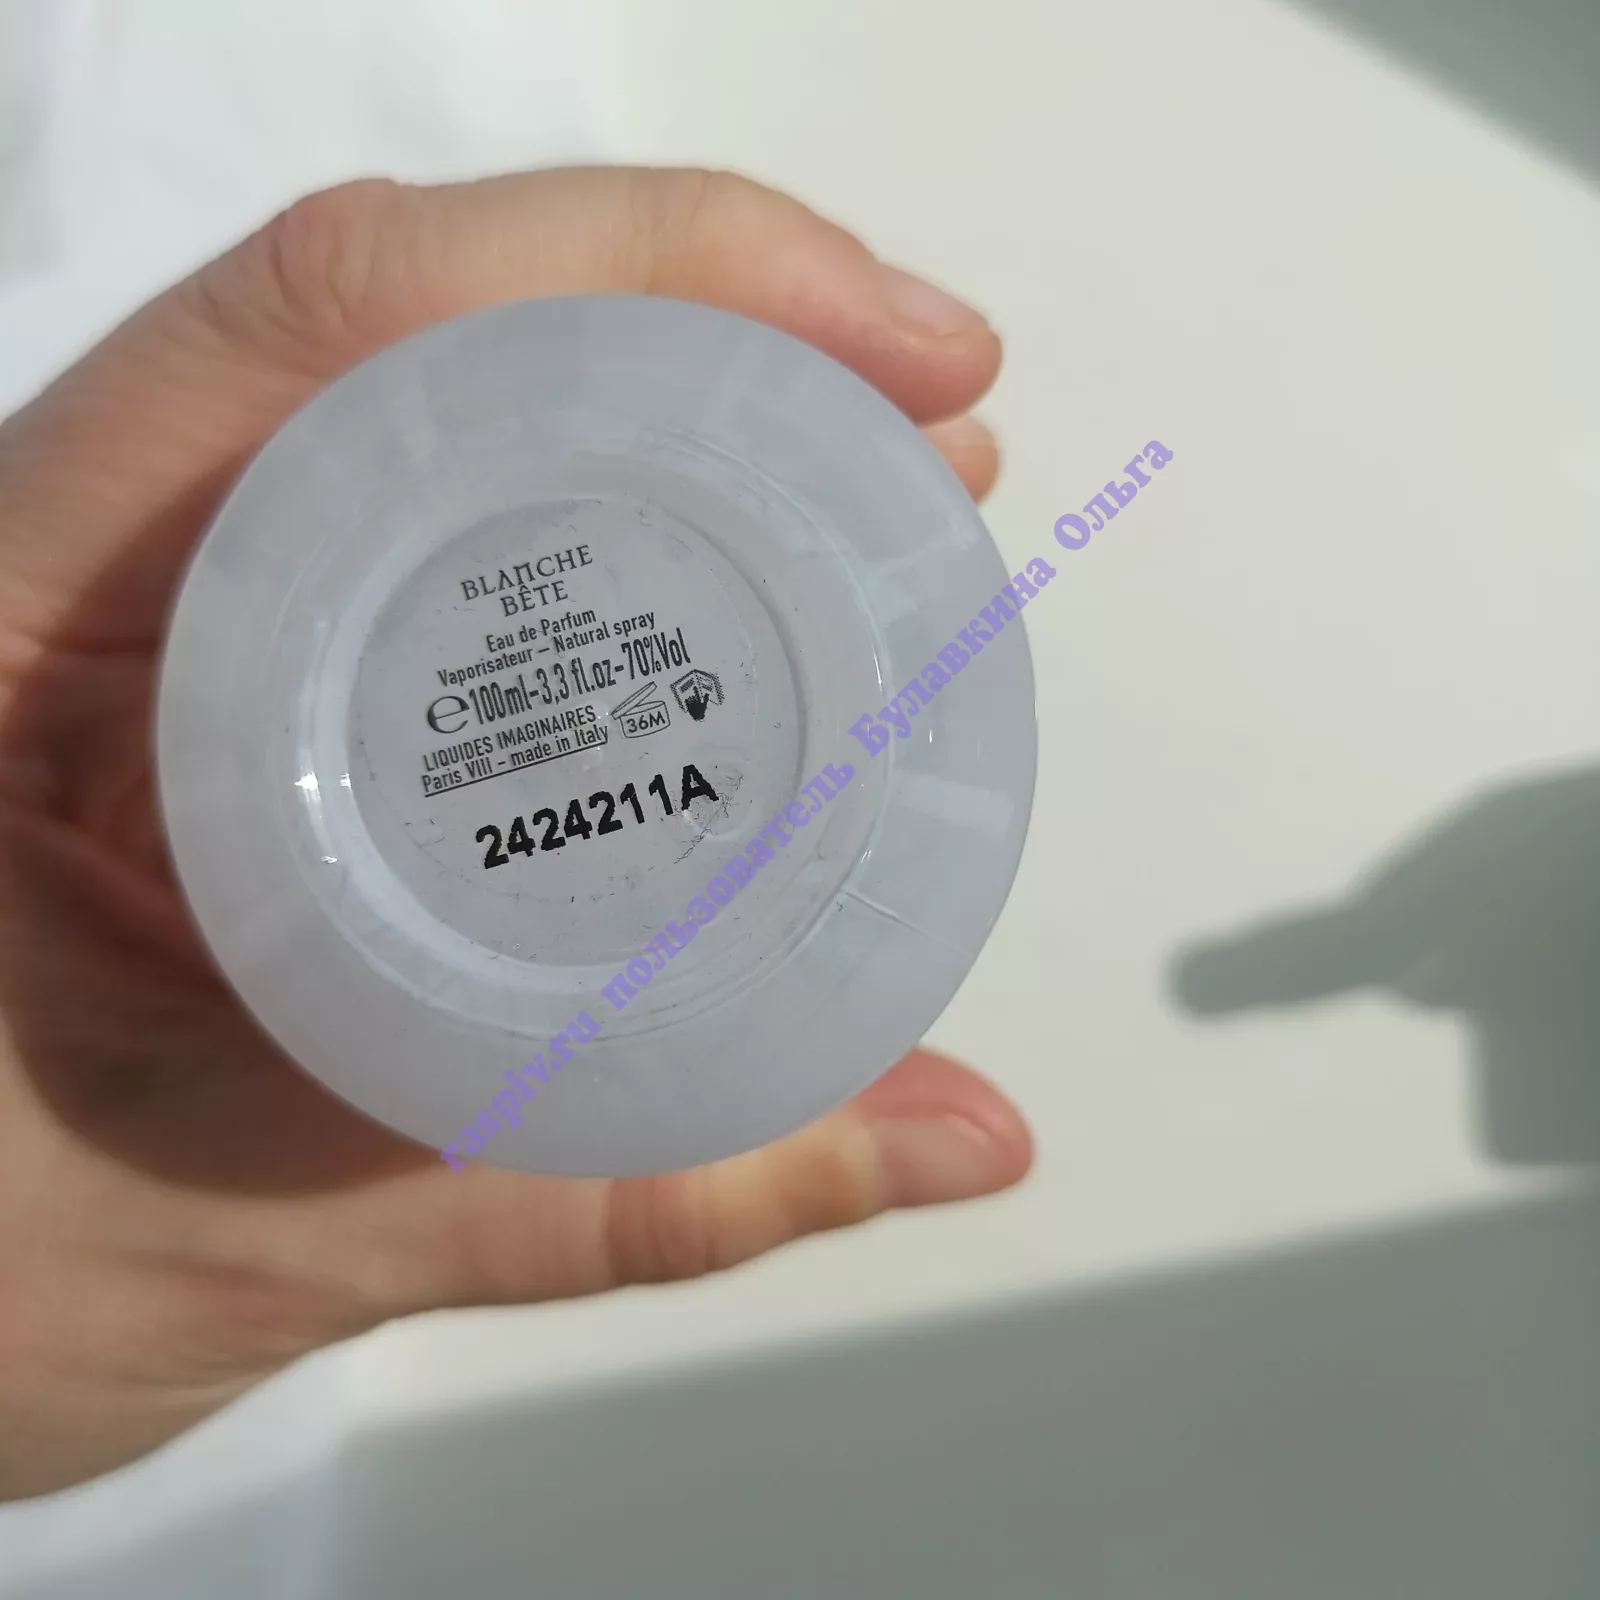 BLANCHE
BÊTE
Eau de Parfum
Vaporisateur – Natural spray
℮100ml-3,3 fl.oz-70%Vol
LIQUIDES IMAGINAIRES
Paris VIII – made in Italy
36M
2424211A
raspiv.ru пользователь Булавкина Ольга